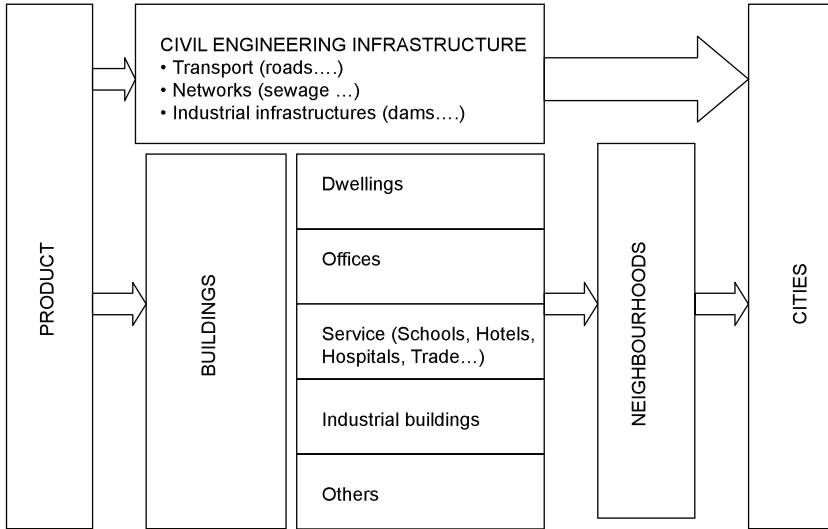 PRODUCT
CIVIL ENGINEERING INFRASTRUCTURE
• Transport (roads….)
• Networks (sewage …)
• Industrial infrastructures (dams….)
BUILDINGS
Dwellings
Offices
Service (Schools, Hotels,
Hospitals, Trade…)
Industrial buildings
Others
NEIGHBOURHOODS
CITIES